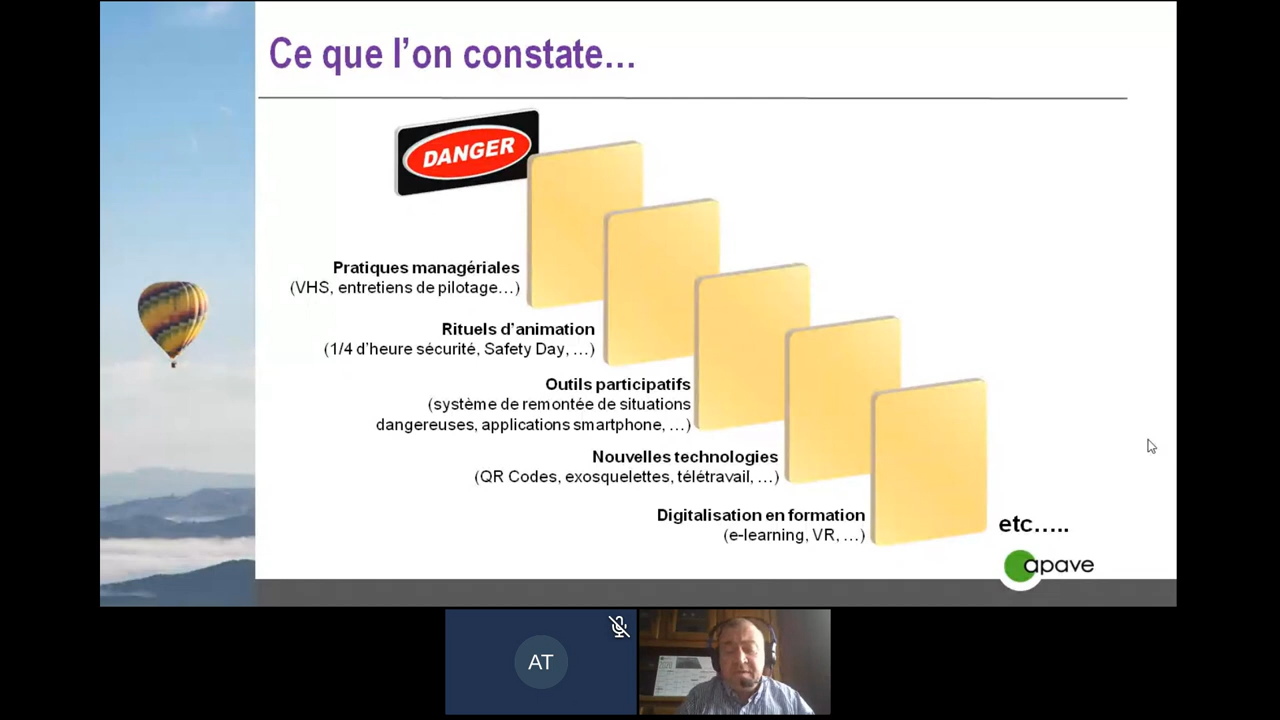 Ce que l’on constate…
DANGER
Pratiques managériales
(VHS, entretiens de pilotage…)
Rituels d’animation
(1/4 d’heure sécurité, Safety Day, …)
Outils participatifs
(système de remontée de situations
dangereuses, applications smartphone, …)
Nouvelles technologies
(QR Codes, exosquelettes, télétravail, …)
Digitalisation en formation
(e-learning, VR, …)
etc…..
apave
AT